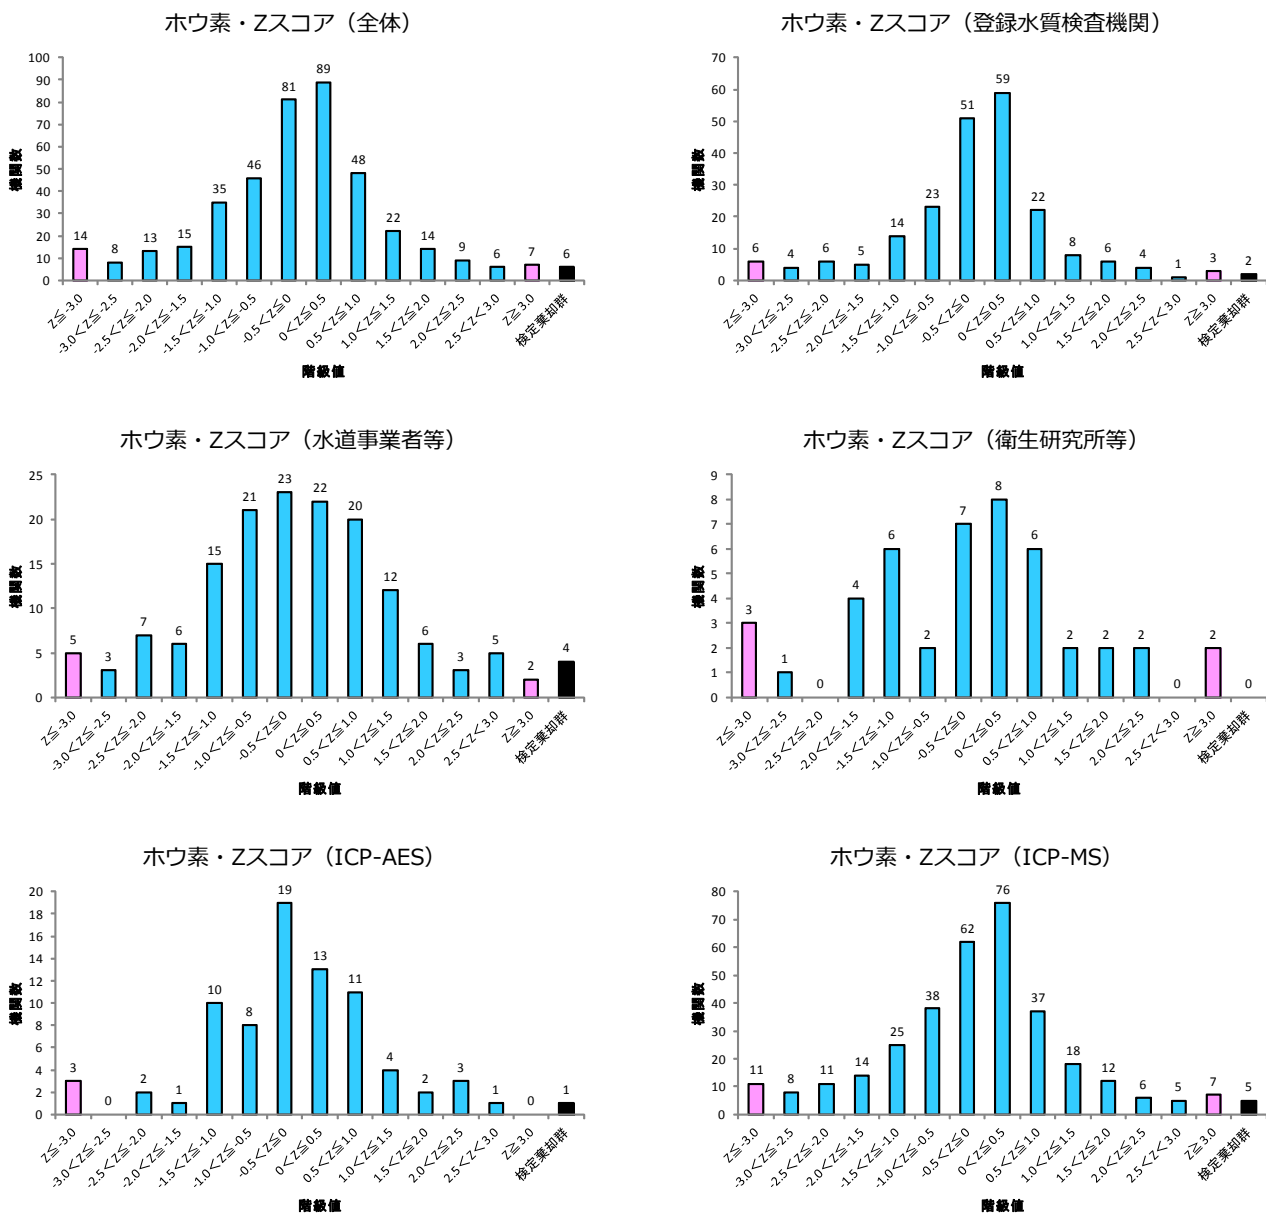 ホウ素・Zスコア（全体）
100
90
80
70
60
50
40
30
20
10
0
機関数
14
8
13
15
35
46
81
89
48
22
14
9
6
7
6
Z≦-3.0
-3.0＜Z≦-2.5
-2.5＜Z≦-2.0
-2.0＜Z≦-1.5
-1.5＜Z≦-1.0
-1.0＜Z≦-0.5
-0.5＜Z≦0
0＜Z≦0.5
0.5＜Z≦1.0
1.0＜Z≦1.5
1.5＜Z≦2.0
2.0＜Z≦2.5
2.5＜Z＜3.0
Z≧3.0
検定棄却群
階級値
ホウ素・Zスコア（登録水質検査機関）
70
60
50
40
30
20
10
0
機関数
6
4
6
5
14
23
51
59
22
8
6
4
1
3
2
Z≦-3.0
-3.0＜Z≦-2.5
-2.5＜Z≦-2.0
-2.0＜Z≦-1.5
-1.5＜Z≦-1.0
-1.0＜Z≦-0.5
-0.5＜Z≦0
0＜Z≦0.5
0.5＜Z≦1.0
1.0＜Z≦1.5
1.5＜Z≦2.0
2.0＜Z≦2.5
2.5＜Z＜3.0
Z≧3.0
検定棄却群
階級値
ホウ素・Zスコア（水道事業者等）
25
20
15
10
5
0
機関数
5
3
7
6
15
21
23
22
20
12
6
3
5
2
4
Z≦-3.0
-3.0＜Z≦-2.5
-2.5＜Z≦-2.0
-2.0＜Z≦-1.5
-1.5＜Z≦-1.0
-1.0＜Z≦-0.5
-0.5＜Z≦0
0＜Z≦0.5
0.5＜Z≦1.0
1.0＜Z≦1.5
1.5＜Z≦2.0
2.0＜Z≦2.5
2.5＜Z＜3.0
Z≧3.0
検定棄却群
階級値
ホウ素・Zスコア（衛生研究所等）
9
8
7
6
5
4
3
2
1
0
機関数
3
1
0
4
6
2
7
8
6
2
2
2
0
2
0
Z≦-3.0
-3.0＜Z≦-2.5
-2.5＜Z≦-2.0
-2.0＜Z≦-1.5
-1.5＜Z≦-1.0
-1.0＜Z≦-0.5
-0.5＜Z≦0
0＜Z≦0.5
0.5＜Z≦1.0
1.0＜Z≦1.5
1.5＜Z≦2.0
2.0＜Z≦2.5
2.5＜Z＜3.0
Z≧3.0
検定棄却群
階級値
ホウ素・Zスコア（ICP-AES）
20
18
16
14
12
10
8
6
4
2
0
機関数
3
0
2
1
10
8
19
13
11
4
2
3
1
0
1
Z≦-3.0
-3.0＜Z≦-2.5
-2.5＜Z≦-2.0
-2.0＜Z≦-1.5
-1.5＜Z≦-1.0
-1.0＜Z≦-0.5
-0.5＜Z≦0
0＜Z≦0.5
0.5＜Z≦1.0
1.0＜Z≦1.5
1.5＜Z≦2.0
2.0＜Z≦2.5
2.5＜Z＜3.0
Z≧3.0
検定棄却群
階級値
ホウ素・Zスコア（ICP-MS）
80
70
60
50
40
30
20
10
0
機関数
11
8
11
14
25
38
62
76
37
18
12
6
5
7
5
Z≦-3.0
-3.0＜Z≦-2.5
-2.5＜Z≦-2.0
-2.0＜Z≦-1.5
-1.5＜Z≦-1.0
-1.0＜Z≦-0.5
-0.5＜Z≦0
0＜Z≦0.5
0.5＜Z≦1.0
1.0＜Z≦1.5
1.5＜Z≦2.0
2.0＜Z≦2.5
2.5＜Z＜3.0
Z≧3.0
検定棄却群
階級値